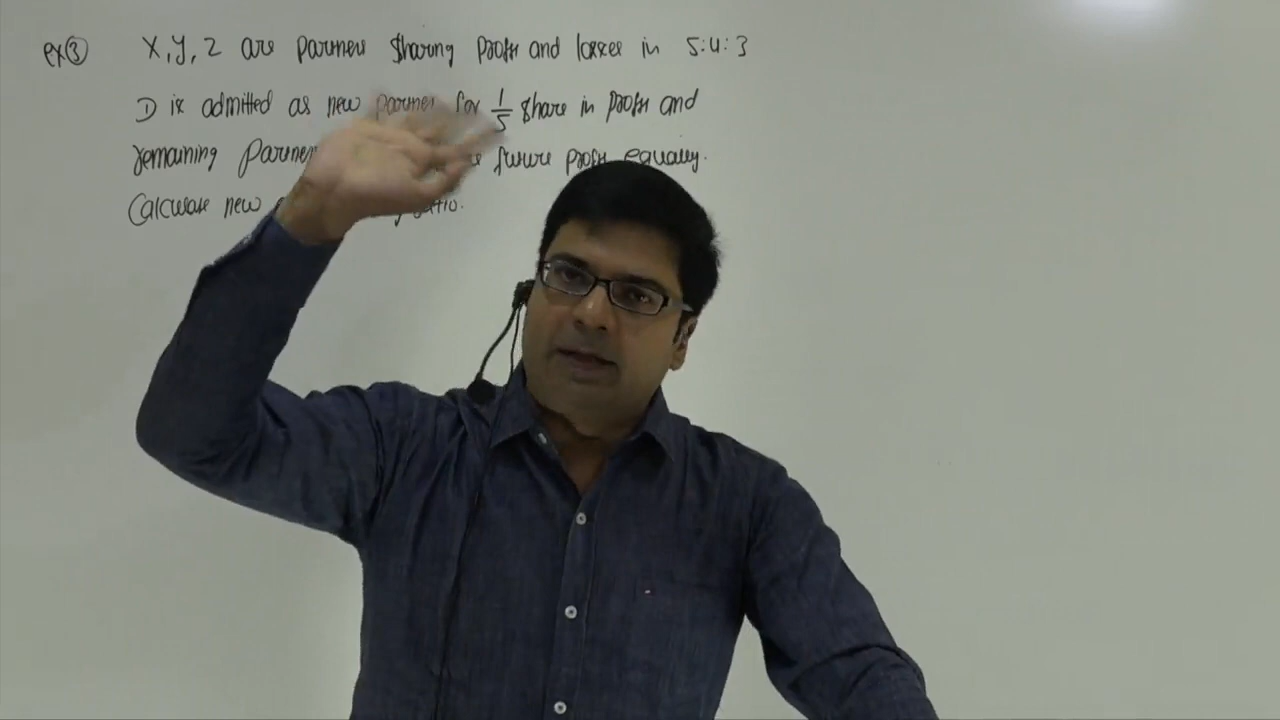 ex③ X, Y, Z are partners sharing profit and losses in 5:4:3
D is admitted as new partner for 1/5 share in profit and
remaining future profit equally.
Calculate new ratio.